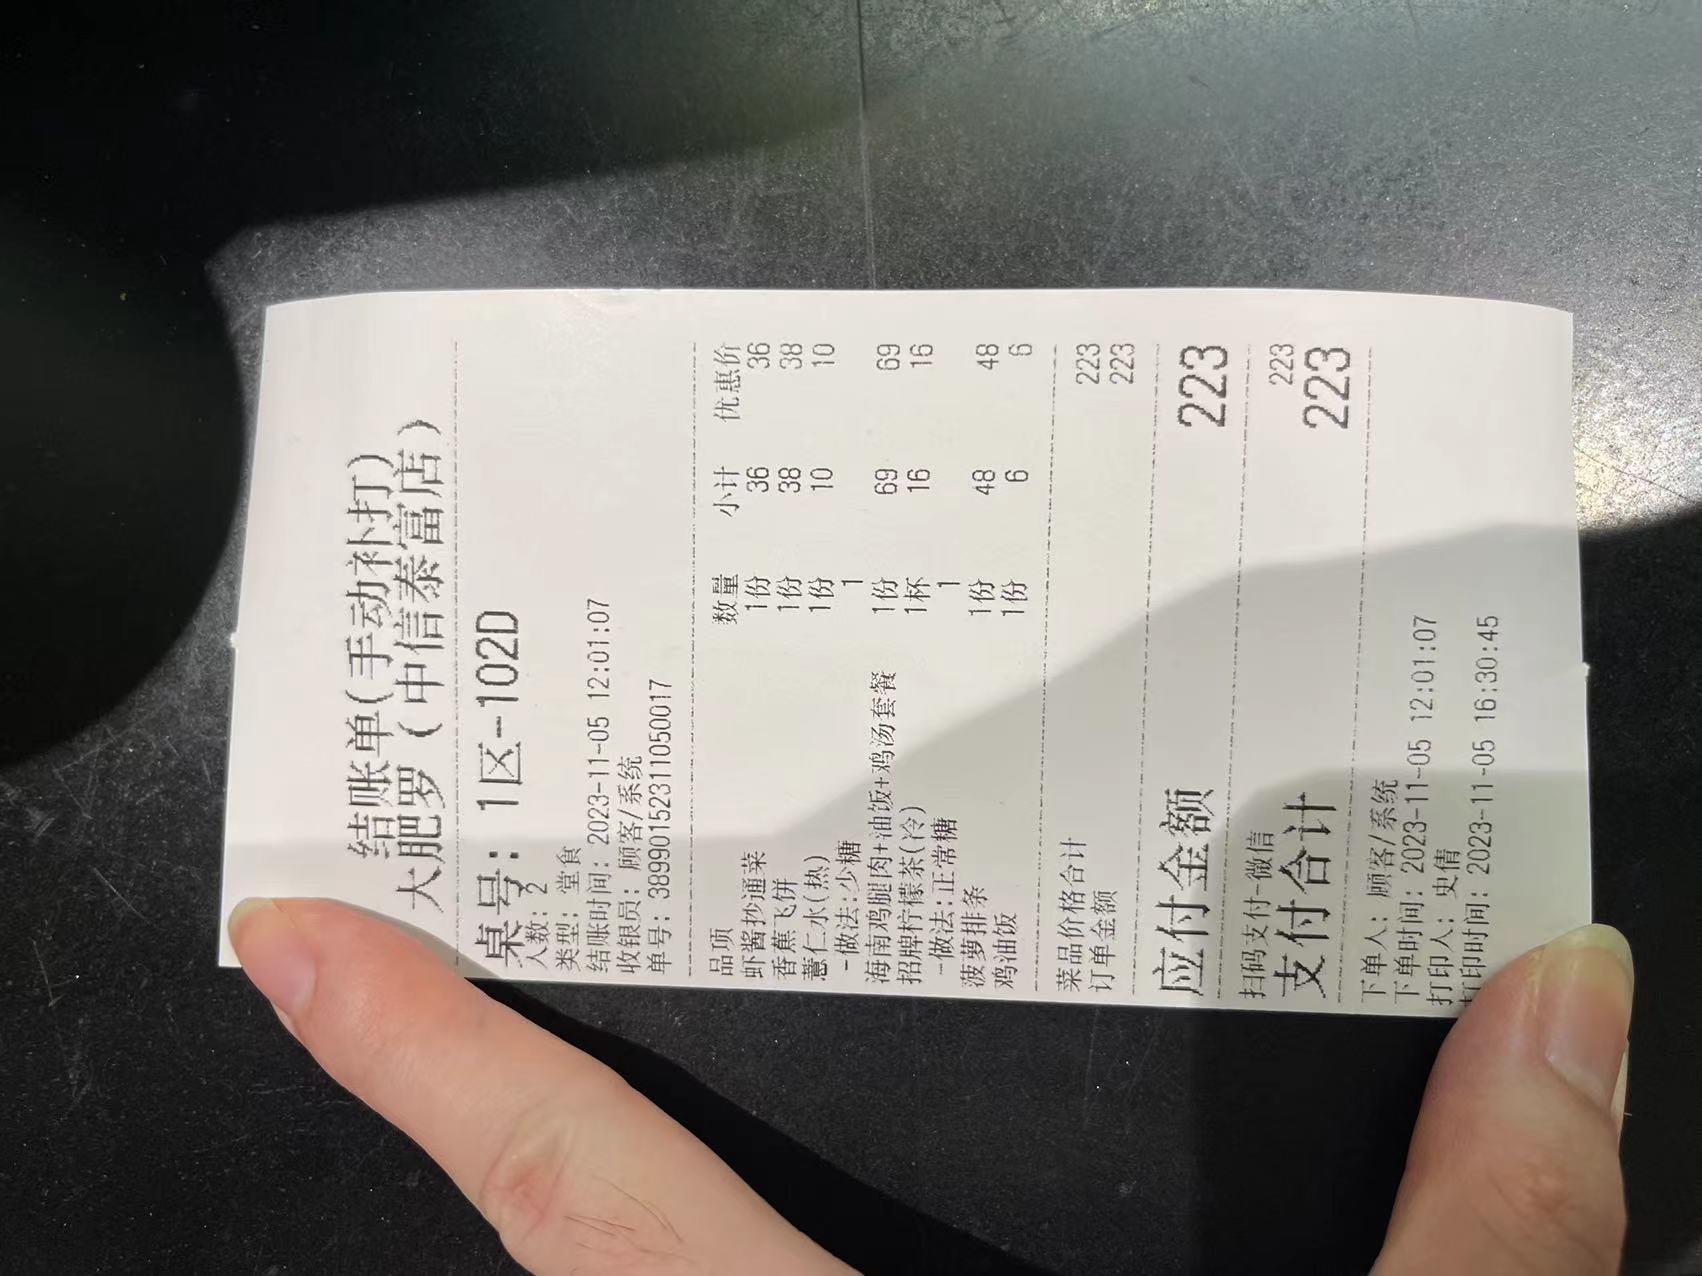 结账单(手动补打)
大肥罗（中信泰富店）
桌号：1区-102D
人数：2
类型：堂食
结账时间：2023-11-05 12:01:07
收银员：顾客/系统
单号：3899015231105​0017
品项 数量 小计 优惠价
虾酱抄通菜 1份 36 36
香蕉飞饼 1份 38 38
薏仁水(热) 1份 10 10
-做法:少糖 1
海南鸡腿肉+油饭+鸡汤套餐 1份 69 69
招牌柠檬茶(冷) 1杯 16 16
-做法:正常糖 1
菠萝排条 1份 48 48
鸡油饭 1份 6 6
菜品价格合计 223
订单金额 223
应付金额 223
扫码支付-微信 223
支付合计 223
下单人：顾客/系统
下单时间：2023-11-05 12:01:07
打印人：史倩
打印时间：2023-11-05 16:30:45